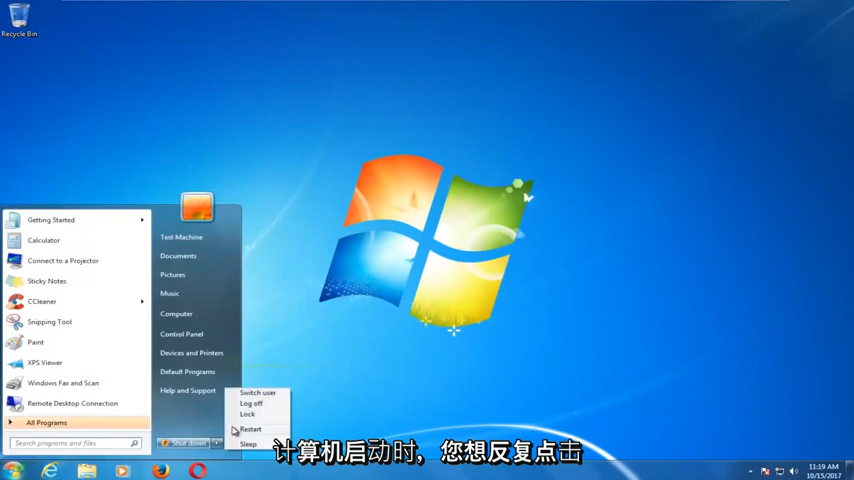 Recycle Bin
Getting Started
Calculator
Connect to a Projector
Sticky Notes
CCleaner
Snipping Tool
Paint
XPS Viewer
Windows Fax and Scan
Remote Desktop Connection
All Programs
Search programs and files
Test Machine
Documents
Pictures
Music
Computer
Control Panel
Devices and Printers
Default Programs
Help and Support
Shut down
Switch user
Log off
Lock
Restart
Sleep
计算机启动时，您想反复点击
11:19 AM
10/15/2017